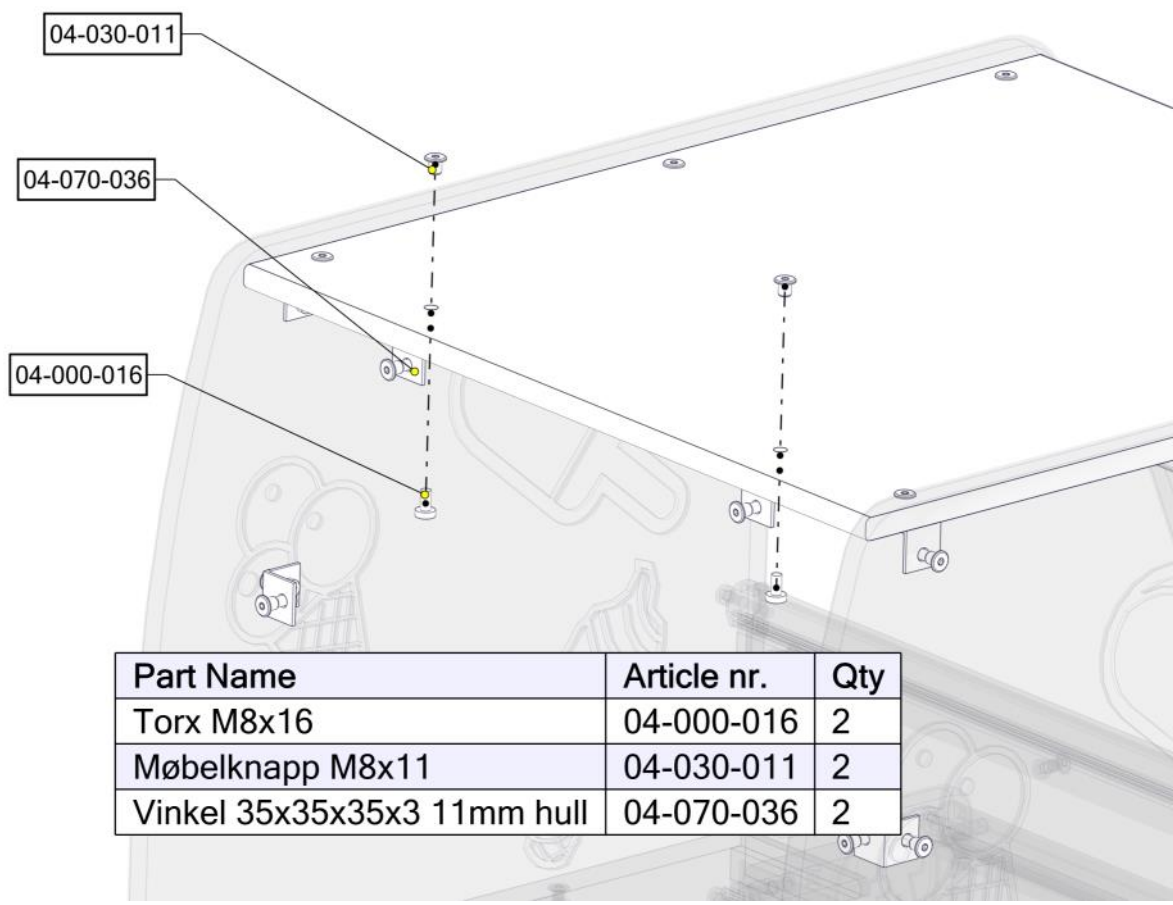 04-030-011
04-070-036
04-000-016
Part Name Article nr. Qty
Torx M8x16 04-000-016 2
Møbelknapp M8x11 04-030-011 2
Vinkel 35x35x35x3 11mm hull 04-070-036 2